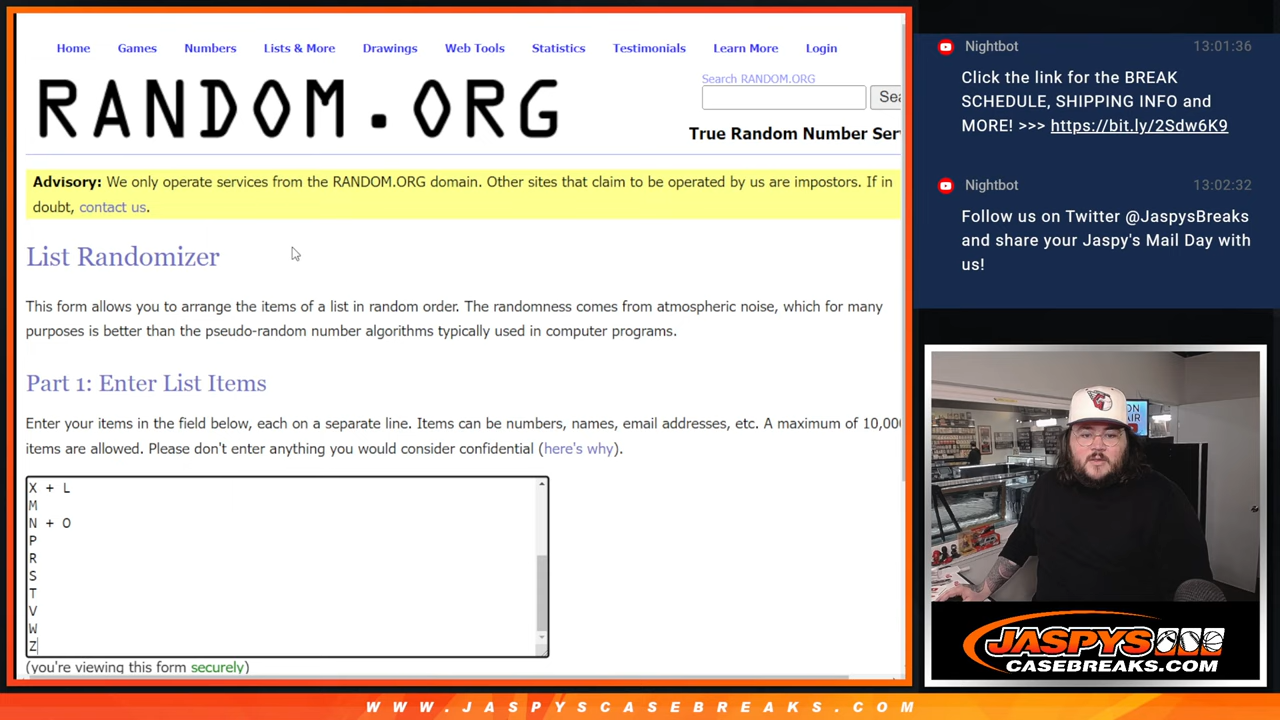 Home Games Numbers Lists & More Drawings Web Tools Statistics Testimonials Learn More Login
RANDOM.ORG
Search RANDOM.ORG
Sea
True Random Number Ser
Advisory: We only operate services from the RANDOM.ORG domain. Other sites that claim to be operated by us are impostors. If in
doubt, contact us.
List Randomizer
This form allows you to arrange the items of a list in random order. The randomness comes from atmospheric noise, which for many
purposes is better than the pseudo-random number algorithms typically used in computer programs.
Part 1: Enter List Items
Enter your items in the field below, each on a separate line. Items can be numbers, names, email addresses, etc. A maximum of 10,000
items are allowed. Please don't enter anything you would consider confidential (here's why).
X + L
M
N + O
P
R
S
T
V
W
Z
(you're viewing this form securely)
Nightbot 13:01:36
Click the link for the BREAK
SCHEDULE, SHIPPING INFO and
MORE! >>> https://bit.ly/2Sdw6K9
Nightbot 13:02:32
Follow us on Twitter @JaspysBreaks
and share your Jaspy's Mail Day with
us!
ON
AIR
JASPYS
CASEBREAKS.COM
WWW.JASPYSCASEBREAKS.COM